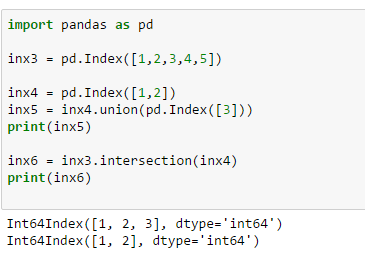 import pandas as pd
inx3 = pd.Index([1,2,3,4,5])
inx4 = pd.Index([1,2])
inx5 = inx4.union(pd.Index([3]))
print(inx5)
inx6 = inx3.intersection(inx4)
print(inx6)
Int64Index([1, 2, 3], dtype='int64')
Int64Index([1, 2], dtype='int64')